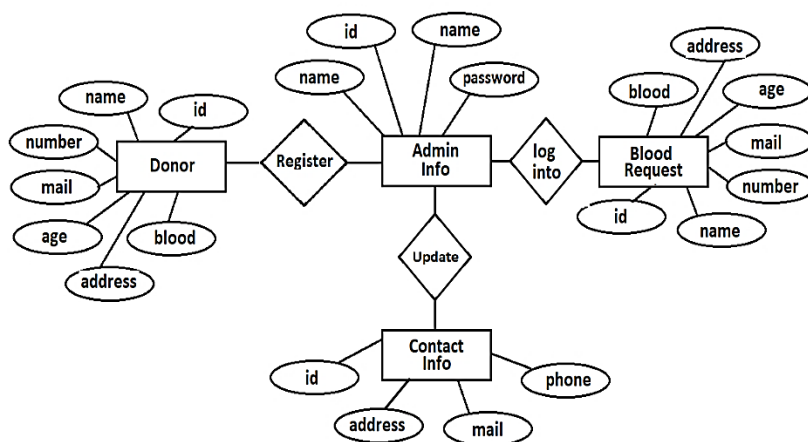 id
name
address
name
password
blood
age
name
id
number
mail
Donor
Register
Admin
Info
log
into
Blood
Request
mail
number
age
blood
address
id
name
Update
Contact
Info
id
phone
address
mail